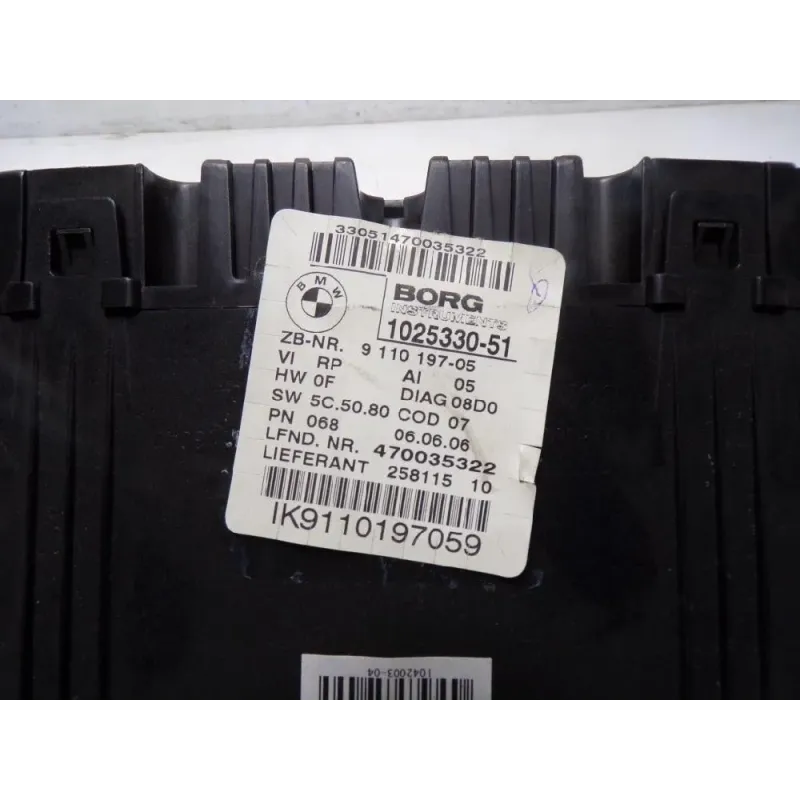 33051470035322
BMW
BORG
INSTRUMENTS
1025330-51
ZB-NR. 9 110 197-05
VI RP AI 05
HW 0F DIAG 08D0
SW 5C.50.80 COD 07
PN 068 06.06.06
LFND. NR. 470035322
LIEFERANT 258115 10
IK9110197059
1042003-04